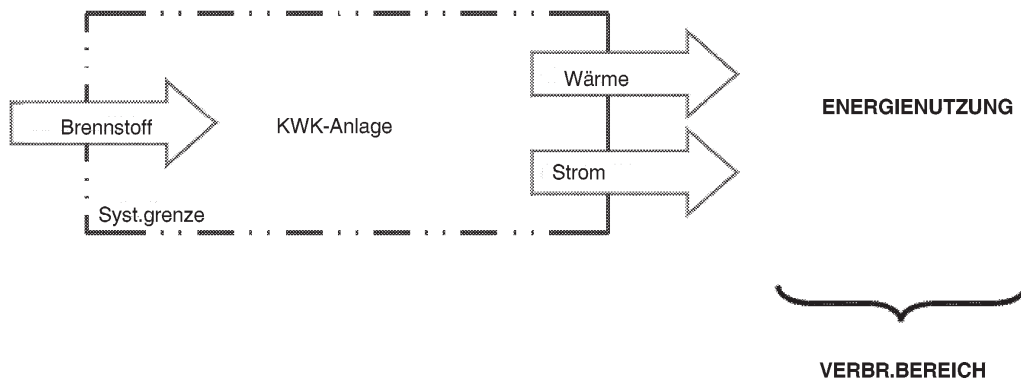 Wärme
ENERGIENUTZUNG
Brennstoff
KWK-Anlage
Strom
Syst.grenze
VERBR.BEREICH